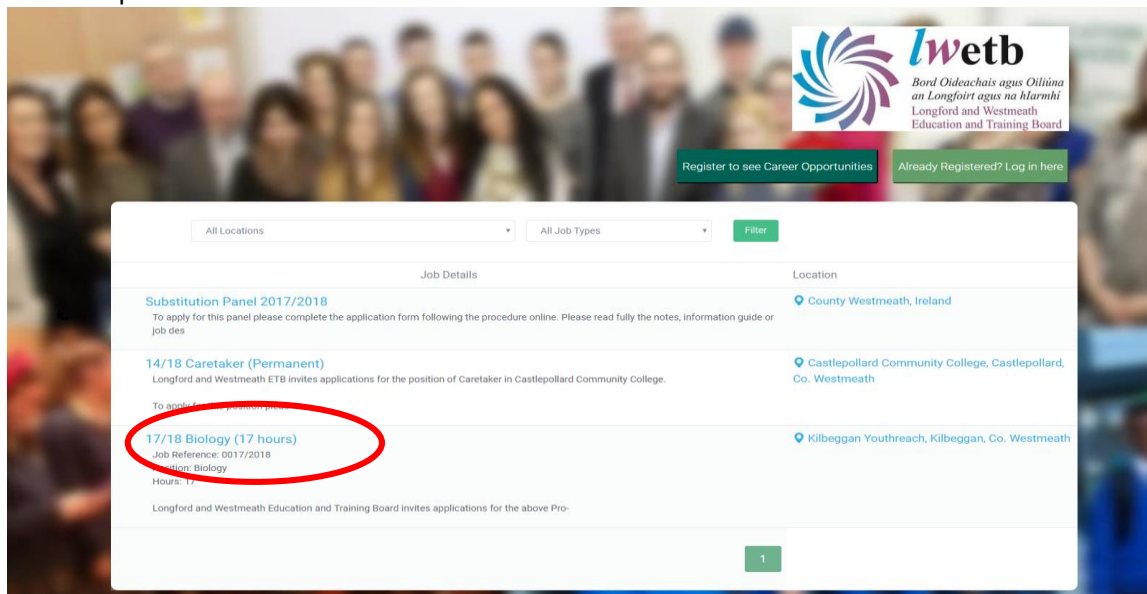 lwetb
Bord Oideachais agus Oiliúna
an Longfoirt agus na hIarmhí
Longford and Westmeath
Education and Training Board
Register to see Career Opportunities
Already Registered? Log in here
All Locations
All Job Types
Filter
Job Details
Location
Substitution Panel 2017/2018
County Westmeath, Ireland
To apply for this panel please complete the application form following the procedure online. Please read fully the notes, information guide or
job des
14/18 Caretaker (Permanent)
Castlepollard Community College, Castlepollard,
Co. Westmeath
Longford and Westmeath ETB invites applications for the position of Caretaker in Castlepollard Community College.
To apply for this position
17/18 Biology (17 hours)
Kilbeggan Youthreach, Kilbeggan, Co. Westmeath
Job Reference: 0017/2018
Position: Biology
Hours: 17
Longford and Westmeath Education and Training Board invites applications for the above Pro-
1